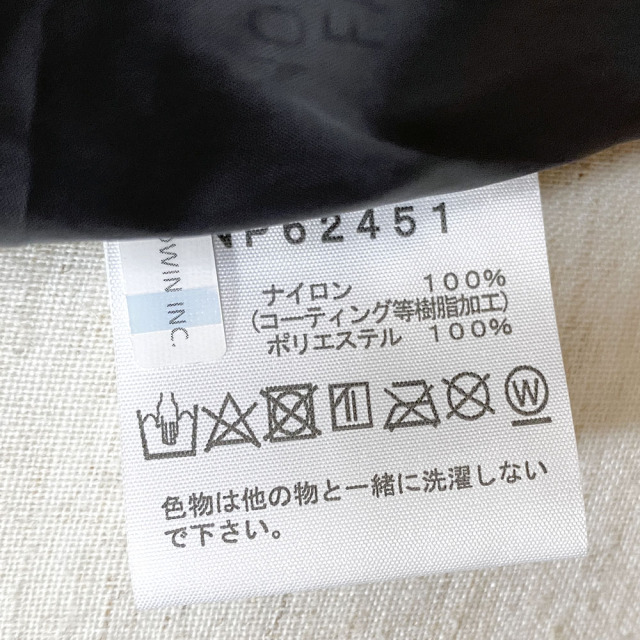 NP62451
ナイロン 100%
(コーティング等樹脂加工)
ポリエステル 100%
W
色物は他の物と一緒に洗濯しない
で下さい。
DWIN INC.